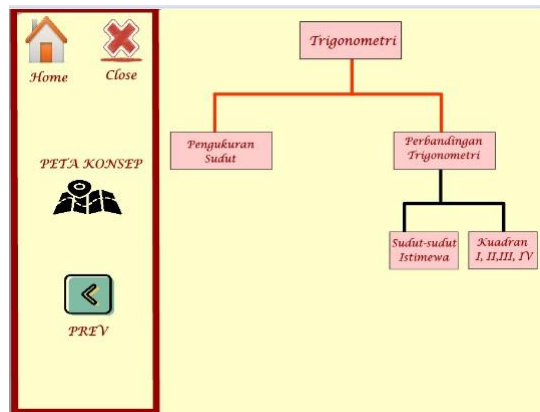 Home
Close
PETA KONSEP
PREV
Trigonometri
Pengukuran
Sudut
Perbandingan
Trigonometri
Sudut-sudut
Istimewa
Kuadran
I, II,III, IV